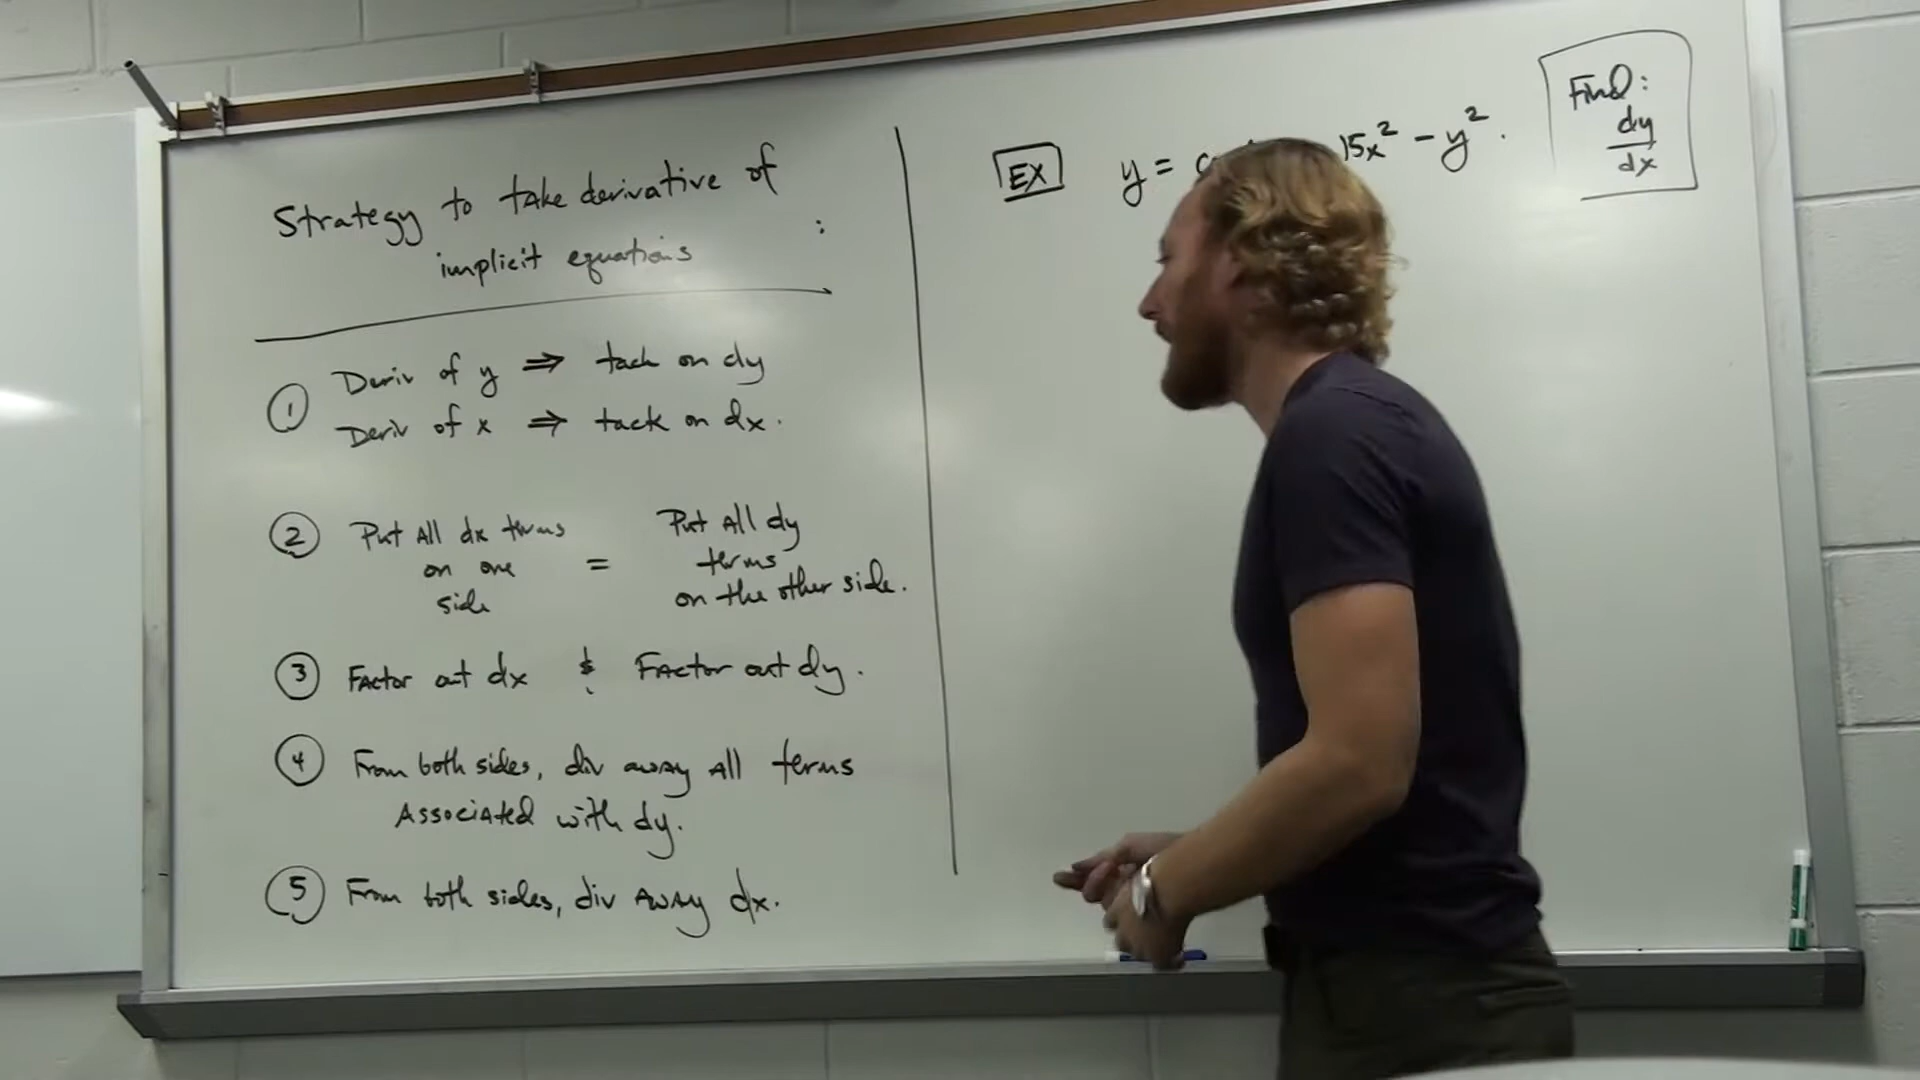 Strategy to take derivative of
implicit equations :
① Deriv of y ⇒ tack on dy
Deriv of x ⇒ tack on dx.
② Put All dx terms on one side = Put All dy terms on the other side.
③ Factor out dx & Factor out dy.
④ From both sides, div away All terms
Associated with dy.
⑤ From both sides, div Away dx.
EX y = 15x² - y².
Find:
dy
dx